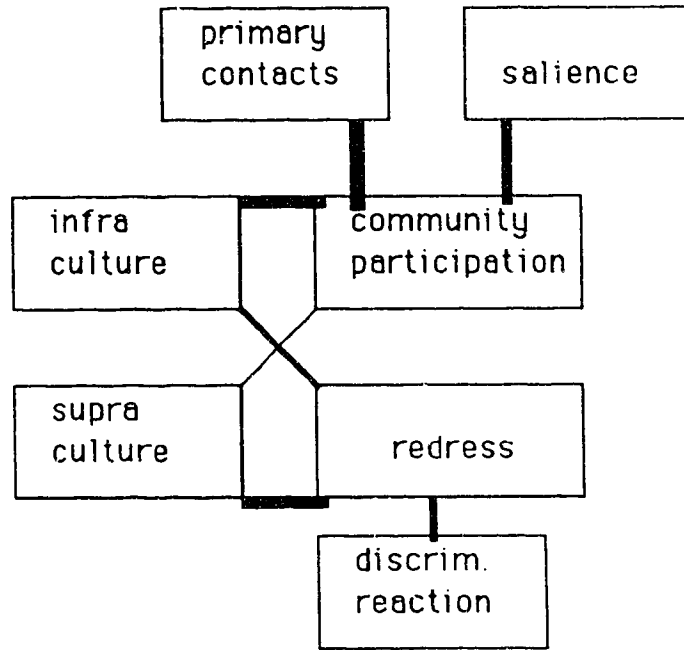 primary
contacts
salience
infra
culture
community
participation
supra
culture
redress
discrim.
reaction